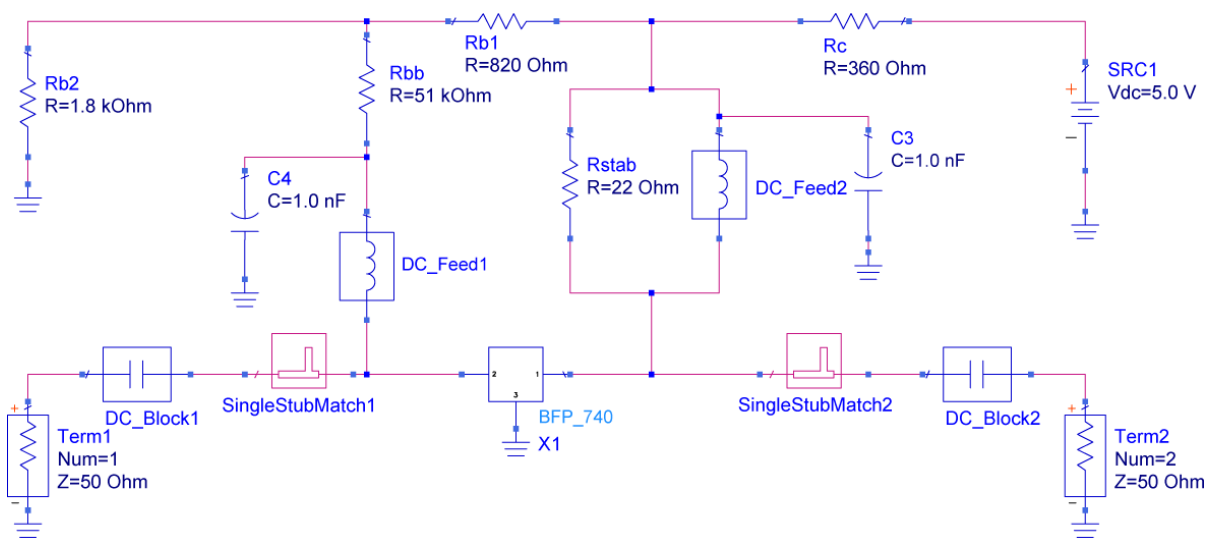 Rb1
R=820 Ohm
Rc
R=360 Ohm
Rb2
R=1.8 kOhm
Rbb
R=51 kOhm
SRC1
Vdc=5.0 V
+
C4
C=1.0 nF
Rstab
R=22 Ohm
DC_Feed2
C3
C=1.0 nF
DC_Feed1
DC_Block1
SingleStubMatch1
2
1
3
BFP_740
X1
SingleStubMatch2
DC_Block2
+
Term1
Num=1
Z=50 Ohm
+
Term2
Num=2
Z=50 Ohm